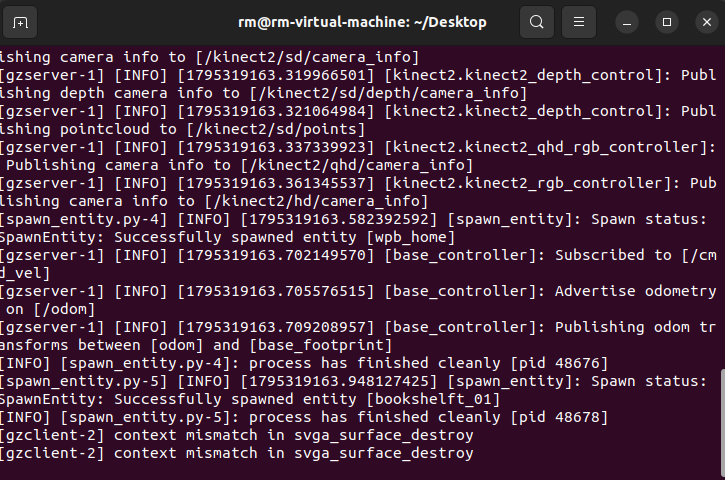 rm@rm-virtual-machine: ~/Desktop
ishing camera info to [/kinect2/sd/camera_info]
[gzserver-1] [INFO] [1795319163.319966501] [kinect2.kinect2_depth_control]: Publ
ishing depth camera info to [/kinect2/sd/depth/camera_info]
[gzserver-1] [INFO] [1795319163.321064984] [kinect2.kinect2_depth_control]: Publ
ishing pointcloud to [/kinect2/sd/points]
[gzserver-1] [INFO] [1795319163.337339923] [kinect2.kinect2_qhd_rgb_controller]:
 Publishing camera info to [/kinect2/qhd/camera_info]
[gzserver-1] [INFO] [1795319163.361345537] [kinect2.kinect2_rgb_controller]: Pub
lishing camera info to [/kinect2/hd/camera_info]
[spawn_entity.py-4] [INFO] [1795319163.582392592] [spawn_entity]: Spawn status:
SpawnEntity: Successfully spawned entity [wpb_home]
[gzserver-1] [INFO] [1795319163.702149570] [base_controller]: Subscribed to [/cm
d_vel]
[gzserver-1] [INFO] [1795319163.705576515] [base_controller]: Advertise odometry
 on [/odom]
[gzserver-1] [INFO] [1795319163.709208957] [base_controller]: Publishing odom tr
ansforms between [odom] and [base_footprint]
[INFO] [spawn_entity.py-4]: process has finished cleanly [pid 48676]
[spawn_entity.py-5] [INFO] [1795319163.948127425] [spawn_entity]: Spawn status:
SpawnEntity: Successfully spawned entity [bookshelft_01]
[INFO] [spawn_entity.py-5]: process has finished cleanly [pid 48678]
[gzclient-2] context mismatch in svga_surface_destroy
[gzclient-2] context mismatch in svga_surface_destroy